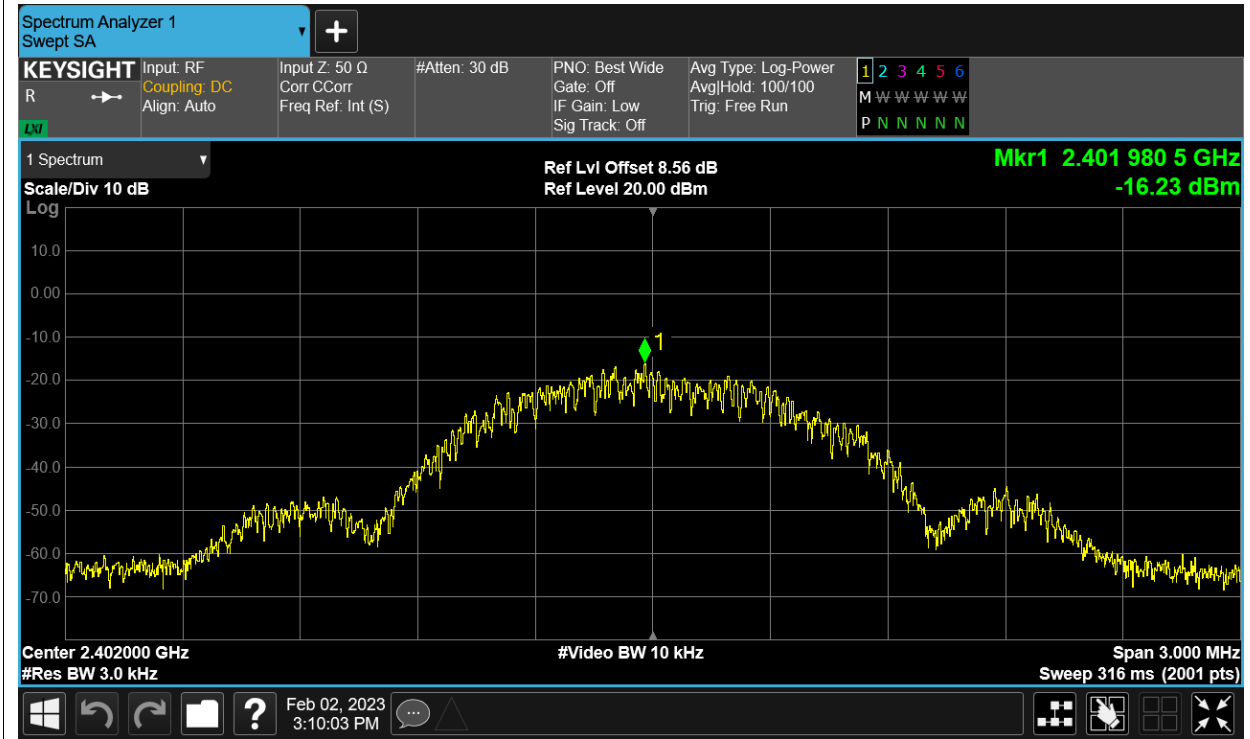 Spectrum Analyzer 1
Swept SA
+
KEYSIGHT
R
LXI
Input: RF
Coupling: DC
Align: Auto
Input Z: 50 Ω
Corr CCorr
Freq Ref: Int (S)
#Atten: 30 dB
PNO: Best Wide
Gate: Off
IF Gain: Low
Sig Track: Off
Avg Type: Log-Power
Avg|Hold: 100/100
Trig: Free Run
1 2 3 4 5 6
M W W W W W
P N N N N N
1 Spectrum
Scale/Div 10 dB
Log
Ref Lvl Offset 8.56 dB
Ref Level 20.00 dBm
Mkr1 2.401 980 5 GHz
-16.23 dBm
10.0
0.00
-10.0
-20.0
-30.0
-40.0
-50.0
-60.0
-70.0
1
Center 2.402000 GHz
#Res BW 3.0 kHz
#Video BW 10 kHz
Span 3.000 MHz
Sweep 316 ms (2001 pts)
?
Feb 02, 2023
3:10:03 PM